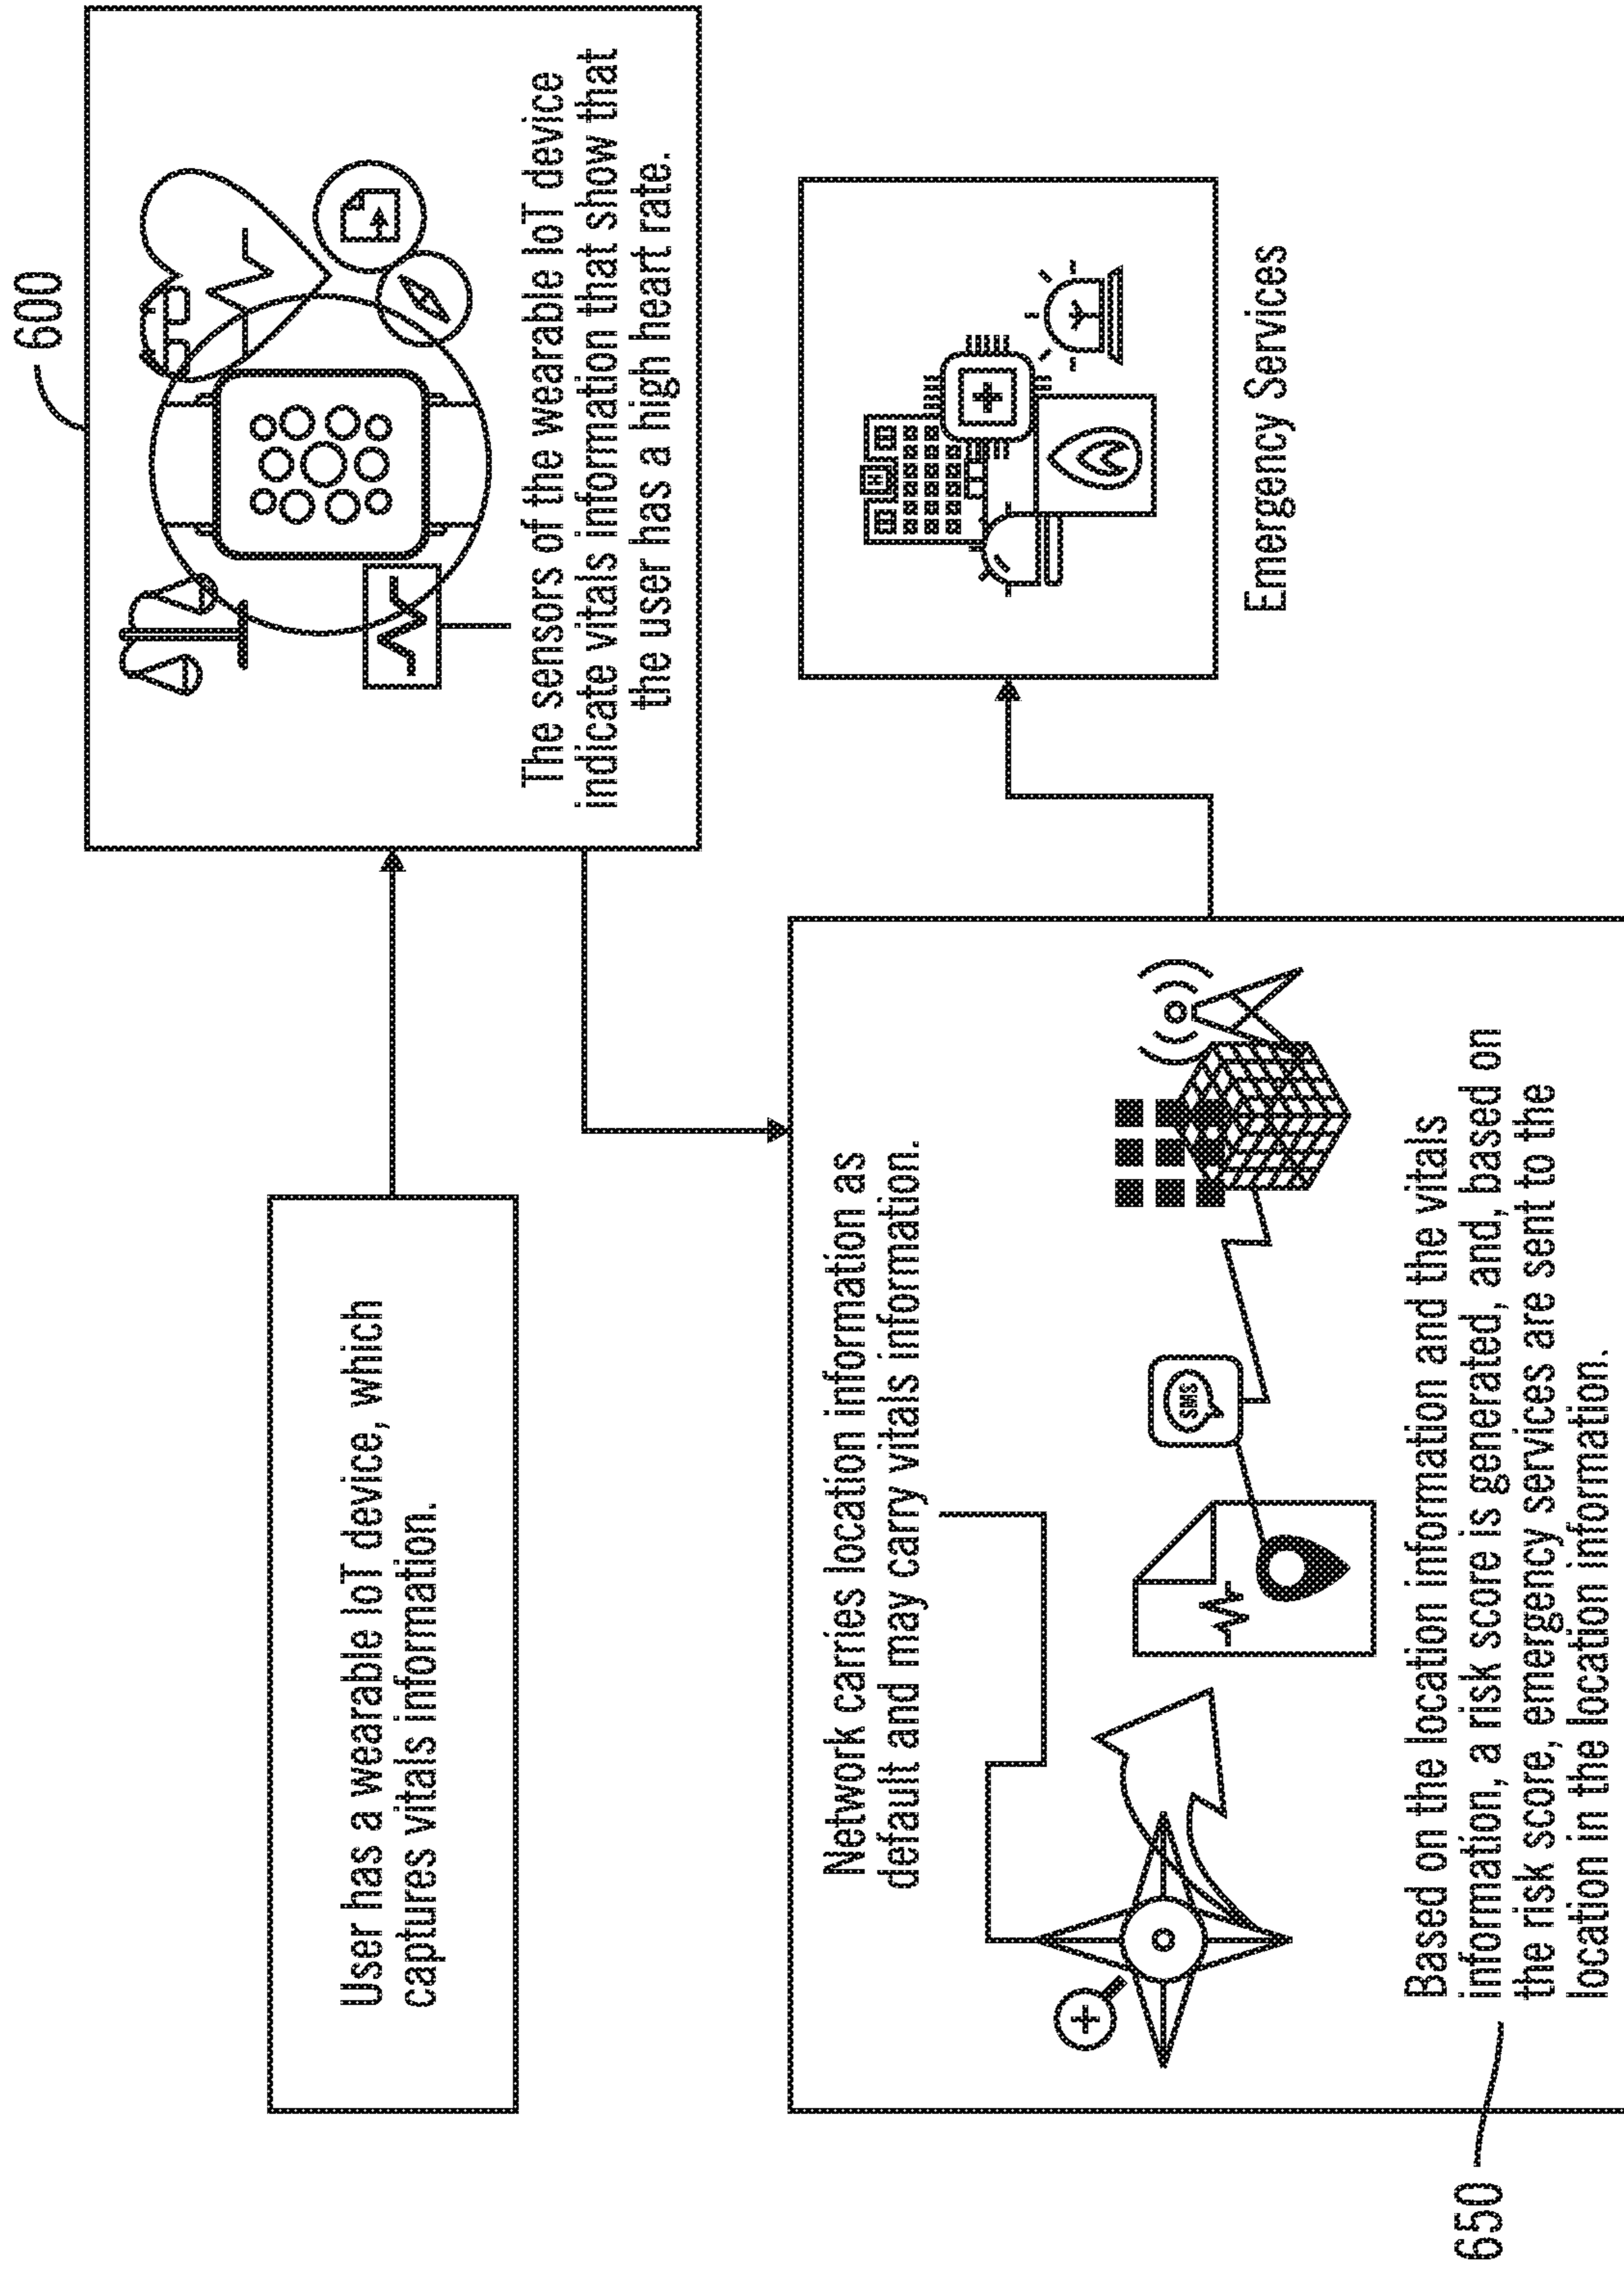 600
User has a wearable IoT device, which
captures vitals information.
The sensors of the wearable IoT device
indicate vitals information that show that
the user has a high heart rate.
Network carries location information as
default and may carry vitals information.
SMS
H
Based on the location information and the vitals
information, a risk score is generated, and, based on
the risk score, emergency services are sent to the
location in the location information.
Emergency Services
650